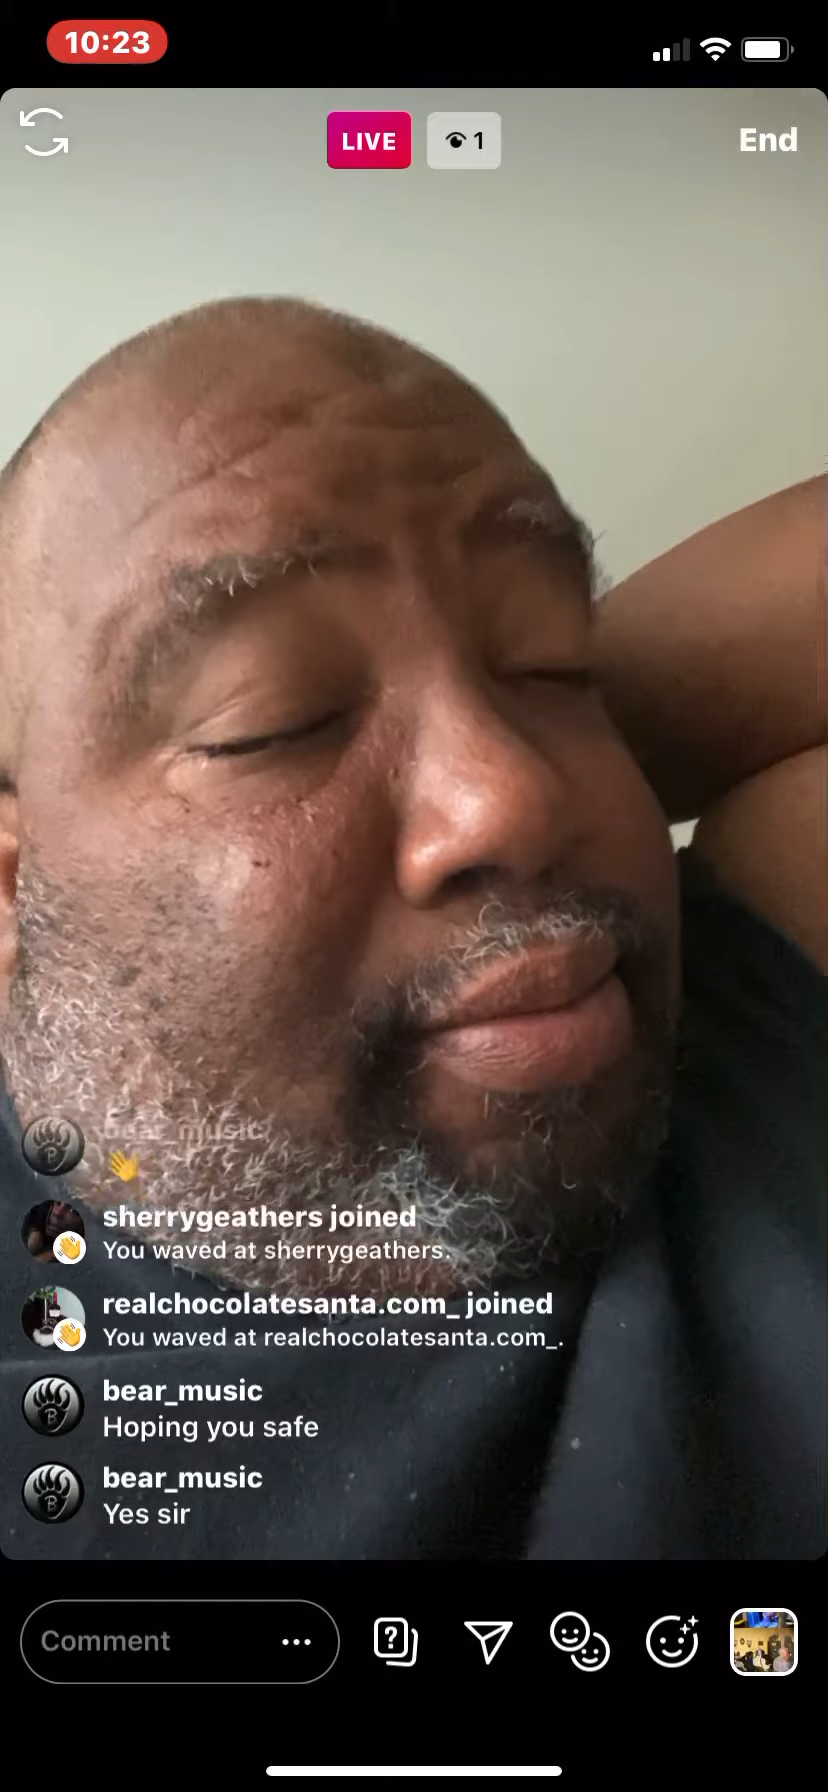 10:23
LIVE
1
End
bear_music
sherrygeathers joined
You waved at sherrygeathers.
realchocolatesanta.com_ joined
You waved at realchocolatesanta.com_.
bear_music
Hoping you safe
bear_music
Yes sir
Comment